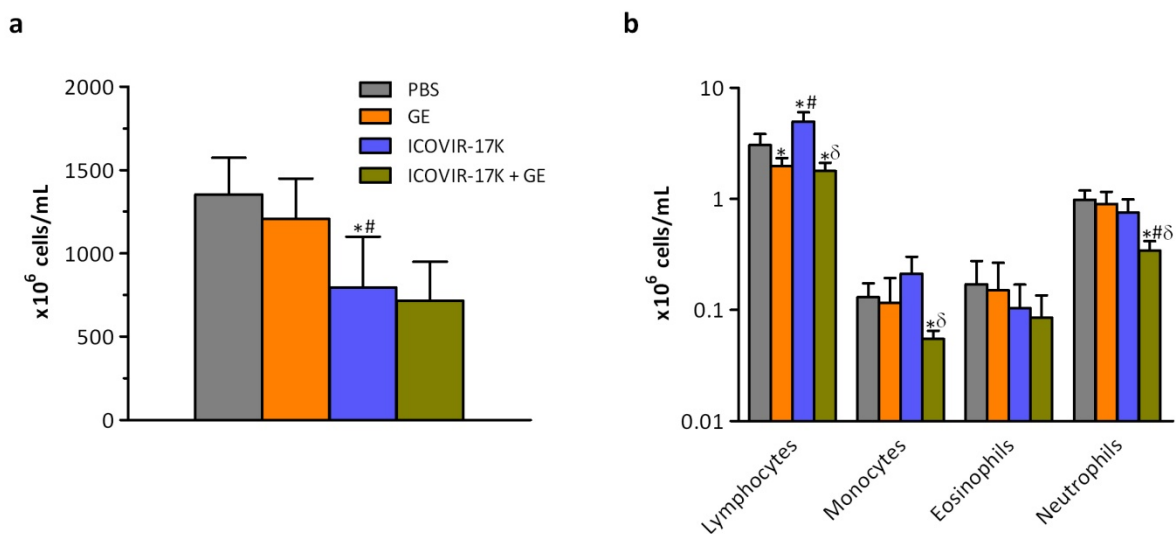 a
x10⁶ cells/mL
2000
1500
1000
500
0
PBS
GE
ICOVIR-17K
ICOVIR-17K + GE
*#
b
x10⁶ cells/mL
10
1
0.1
0.01
*
*#
*δ
*δ
*#δ
Lymphocytes
Monocytes
Eosinophils
Neutrophils